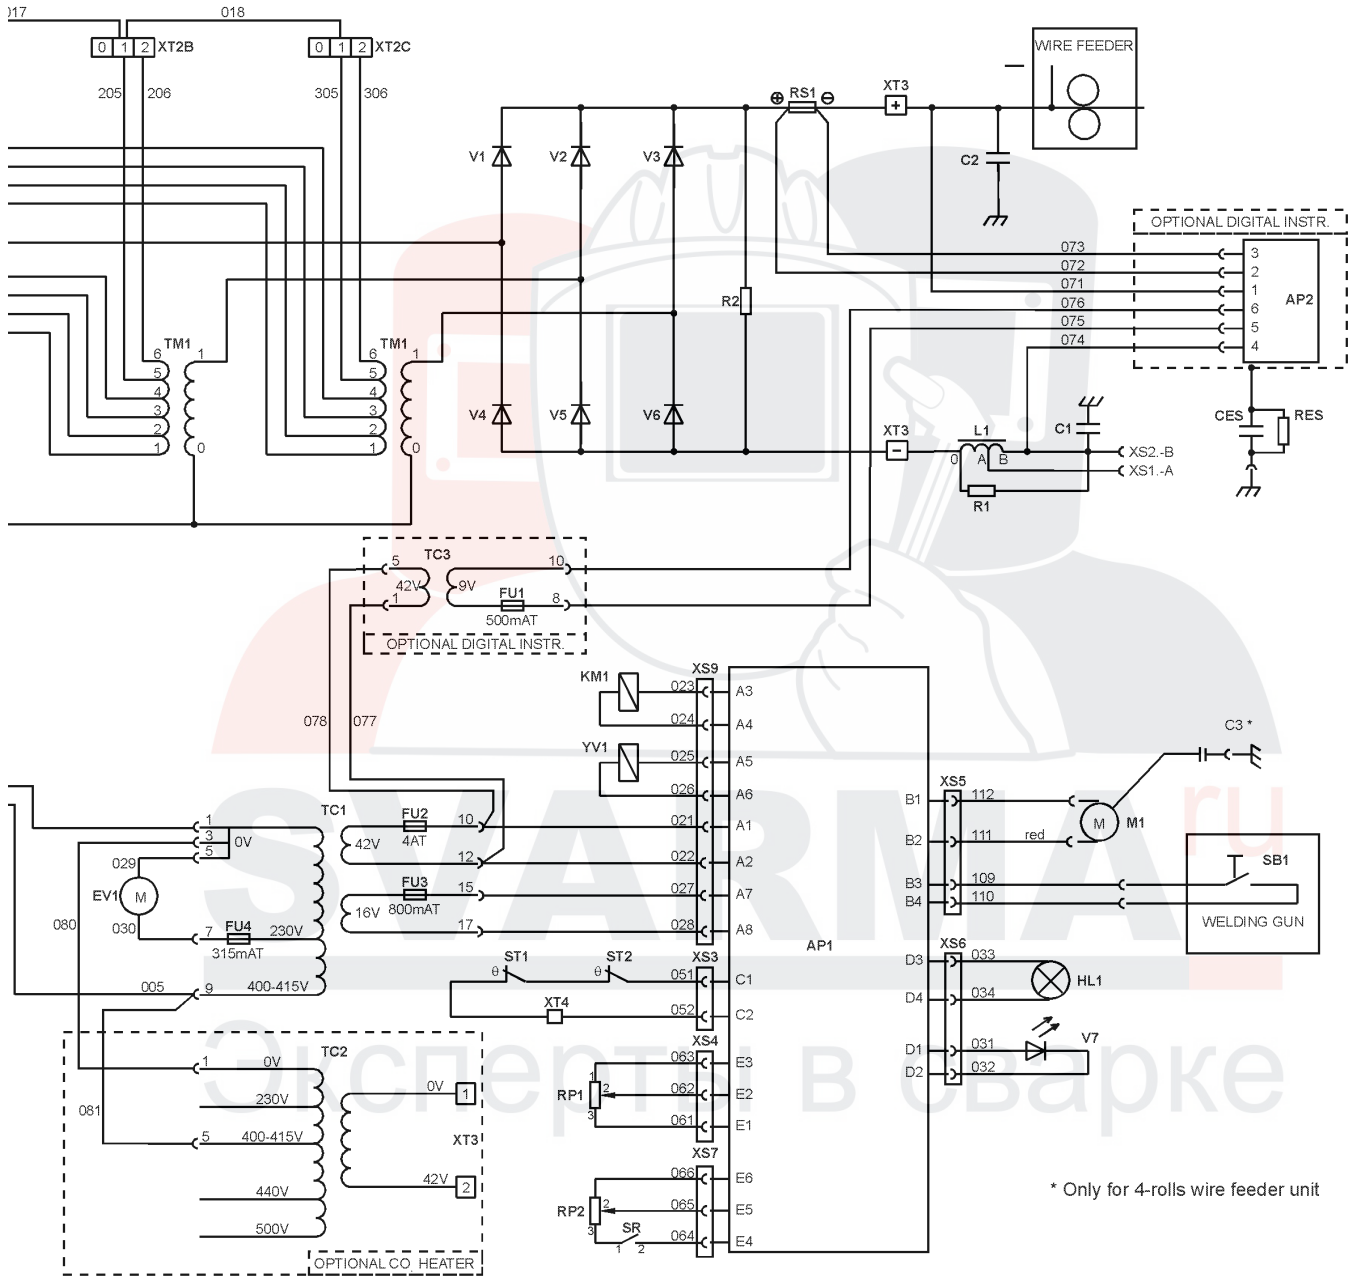 017
018
0 1 2 XT2B
0 1 2 XT2C
205 206
305 306
V1 V2 V3
RS1
XT3
+
WIRE FEEDER
C2
OPTIONAL DIGITAL INSTR.
073 3
072 2
071 1
076 6
075 5
074 4
AP2
R2
TM1
6 1
5
4
3
2
1 0
TM1
6 1
5
4
3
2
1 0
V4 V5 V6
XT3
-
L1
0 A B
R1
C1
XS2.-B
XS1.-A
CES RES
TC3
5 10
42V 9V
1 8
FU1
500mAT
OPTIONAL DIGITAL INSTR.
078 077
KM1
YV1
XS9
023 A3
024 A4
025 A5
026 A6
021 A1
022 A2
027 A7
028 A8
TC1
1
3
5
0V
029
EV1 M
030
7 FU4 230V
315mAT
080
005 9 400-415V
FU2 10
4AT
42V
12
FU3 15
800mAT
16V
17
AP1
XS3
ST1 ST2
θ θ
051 C1
XT4
052 C2
XS4
RP1
1
2
3
063 E3
062 E2
061 E1
XS7
RP2
2
3
SR
1 2
066 E6
065 E5
064 E4
XS5
B1 112
B2 111 red
B3 109
B4 110
M M1
C3 *
SB1
WELDING GUN
XS6
D3 033
D4 034
HL1
D1 031
D2 032
V7
TC2
1 0V
230V
081
5 400-415V
440V
500V
0V 1
XT3
42V 2
OPTIONAL CO HEATER
* Only for 4-rolls wire feeder unit
SVARMA
ru
Эксперты в сварке